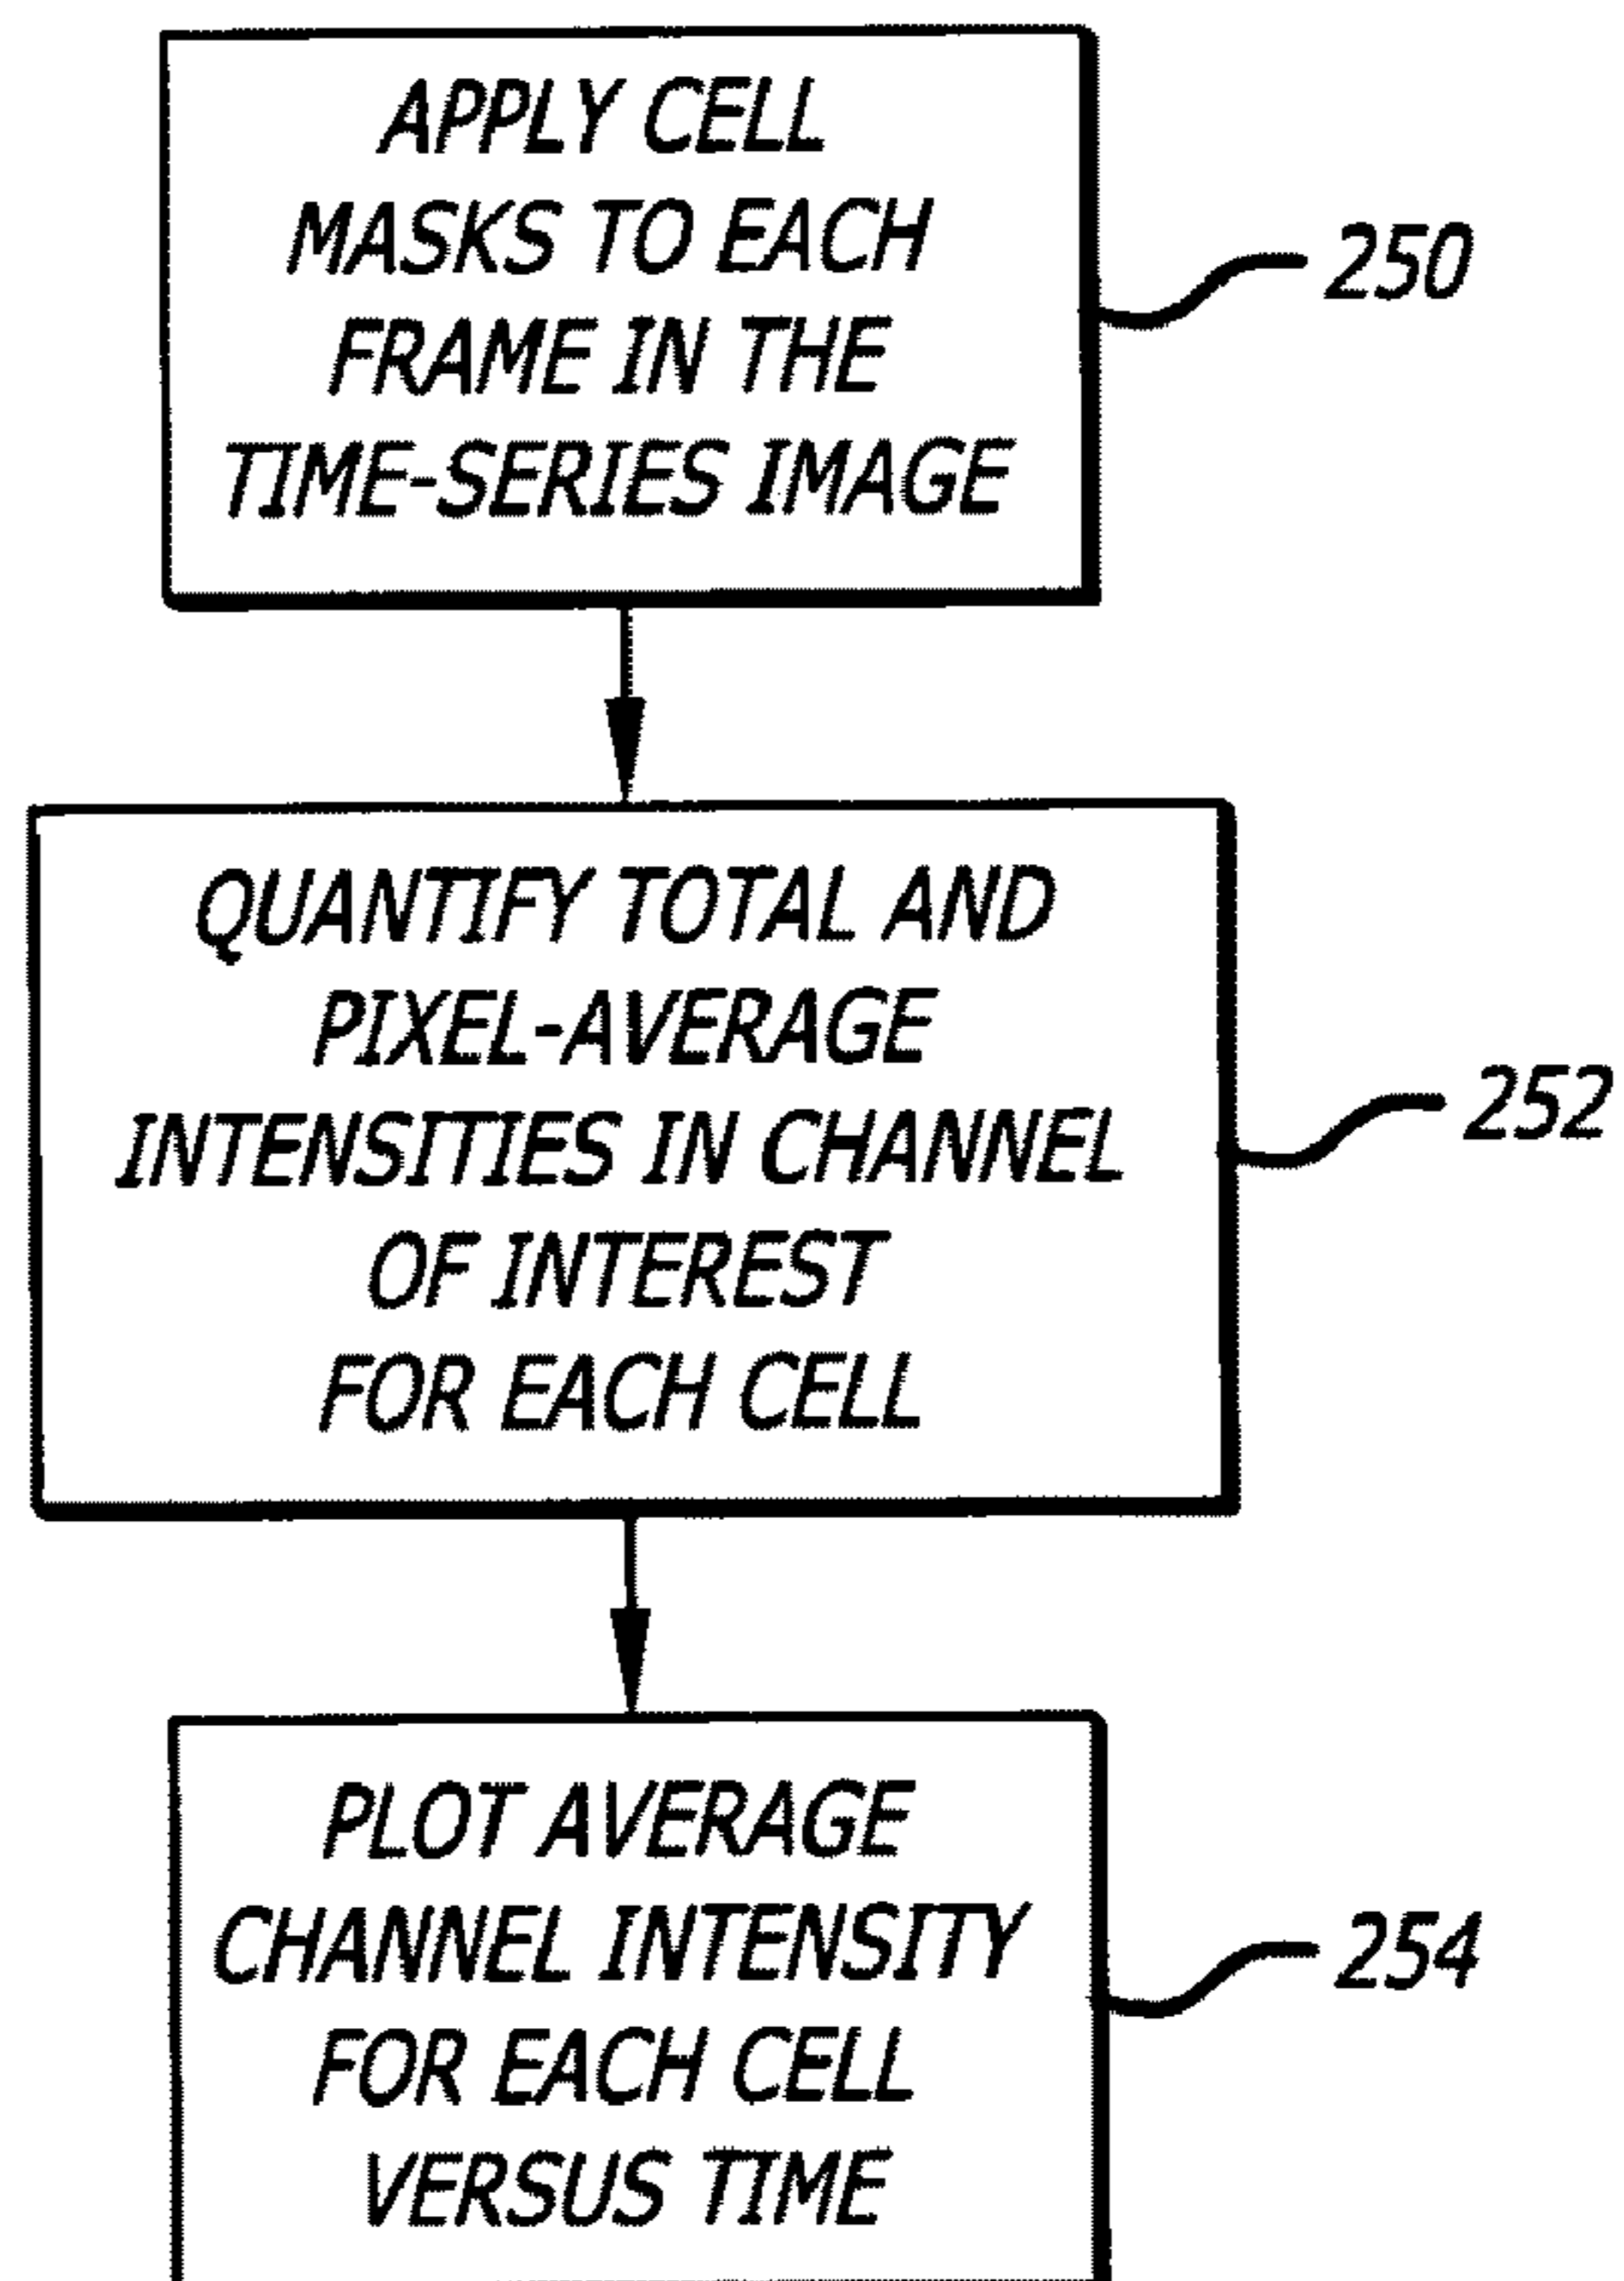 APPLY CELL
MASKS TO EACH
FRAME IN THE
TIME-SERIES IMAGE
250
QUANTIFY TOTAL AND
PIXEL-AVERAGE
INTENSITIES IN CHANNEL
OF INTEREST
FOR EACH CELL
252
PLOT AVERAGE
CHANNEL INTENSITY
FOR EACH CELL
VERSUS TIME
254